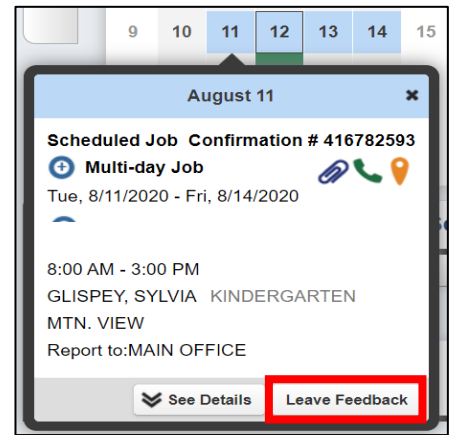 9 10 11 12 13 14 15
August 11 ✖
Scheduled Job Confirmation # 416782593
Multi-day Job
Tue, 8/11/2020 - Fri, 8/14/2020
8:00 AM - 3:00 PM
GLISPEY, SYLVIA KINDERGARTEN
MTN. VIEW
Report to:MAIN OFFICE
See Details Leave Feedback